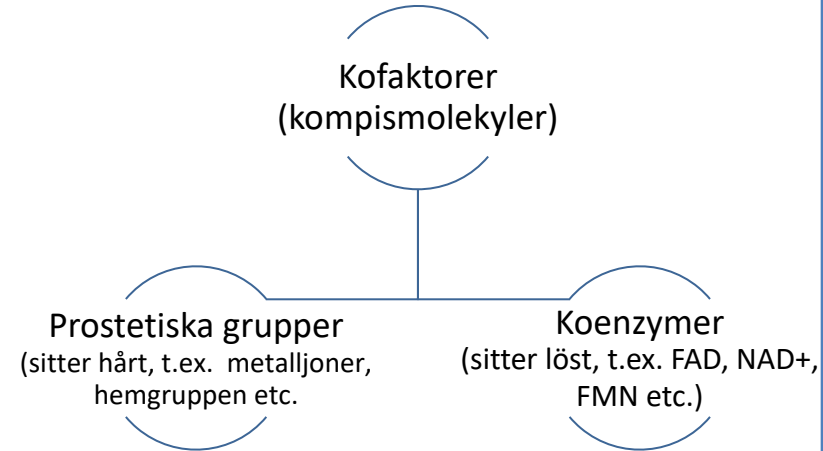 Kofaktorer
(kompismolekyler)
Prostetiska grupper
(sitter hårt, t.ex. metalljoner,
hemgruppen etc.
Koenzymer
(sitter löst, t.ex. FAD, NAD+,
FMN etc.)